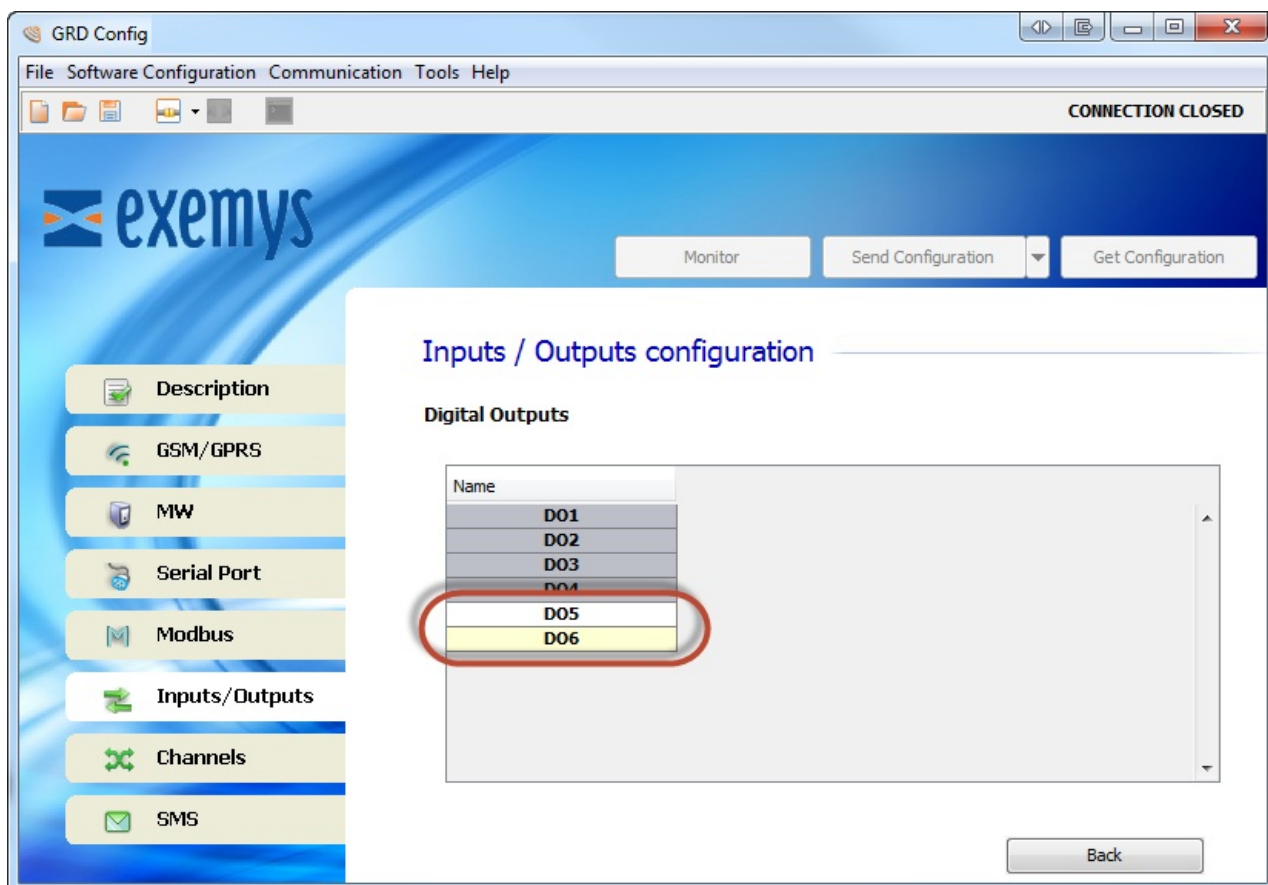 GRD Config
File Software Configuration Communication Tools Help
CONNECTION CLOSED
exemys
Monitor
Send Configuration
Get Configuration
Inputs / Outputs configuration
Description
Digital Outputs
GSM/GPRS
Name
MW
DO1
DO2
DO3
Serial Port
DO4
DO5
Modbus
DO6
Inputs/Outputs
Channels
SMS
Back